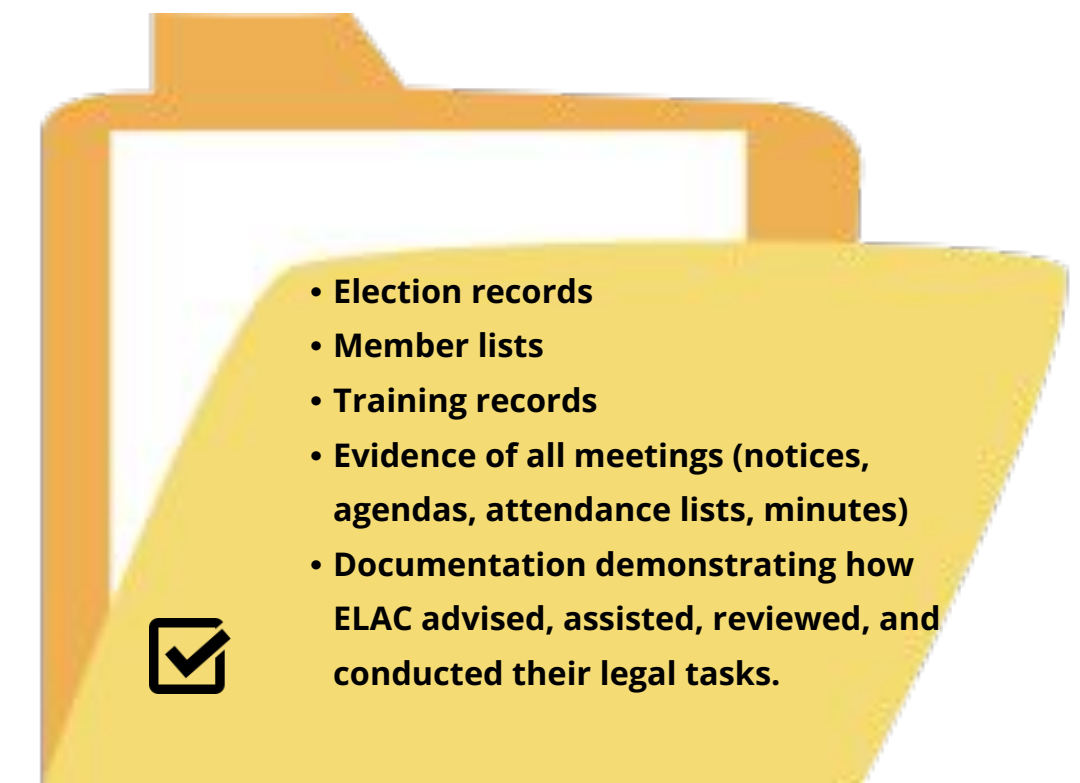 • Election records
• Member lists
• Training records
• Evidence of all meetings (notices,
agendas, attendance lists, minutes)
• Documentation demonstrating how
ELAC advised, assisted, reviewed, and
conducted their legal tasks.